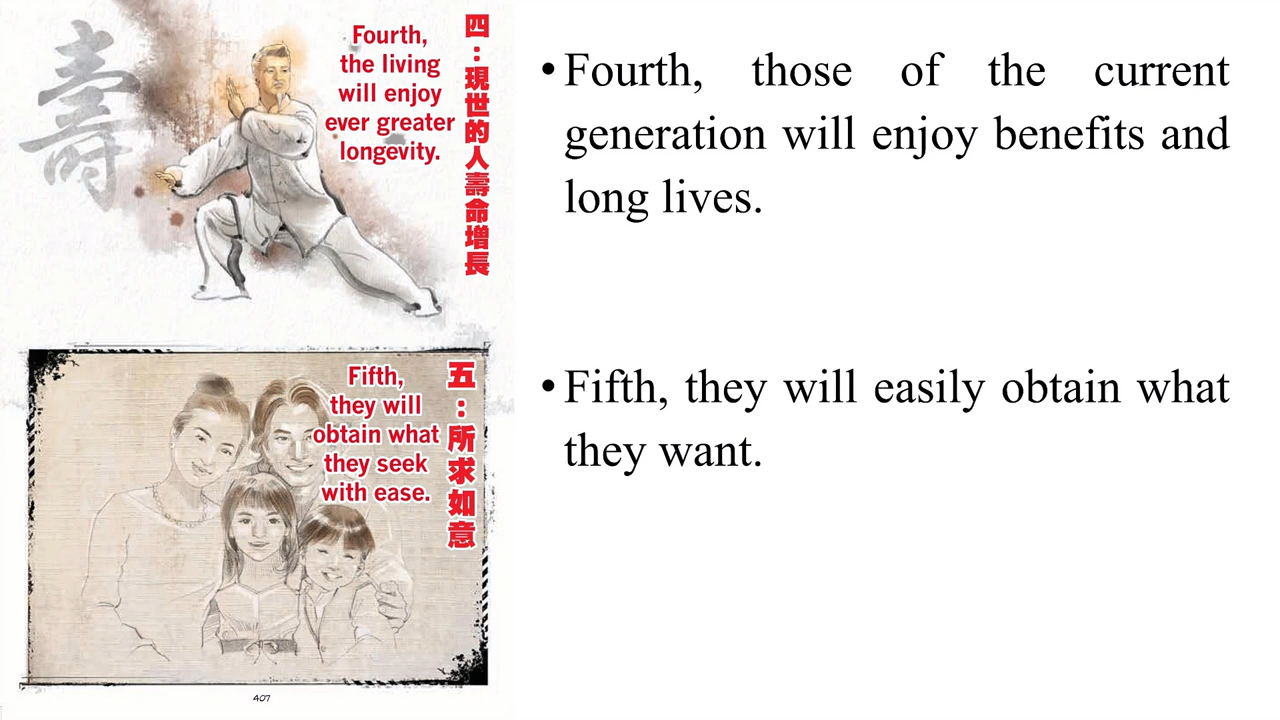 壽
Fourth,
the living
will enjoy
ever greater
longevity.
四：現世的人壽命增長
Fifth,
they will
obtain what
they seek
with ease.
五：所求如意
407
• Fourth, those of the current
generation will enjoy benefits and
long lives.
• Fifth, they will easily obtain what
they want.